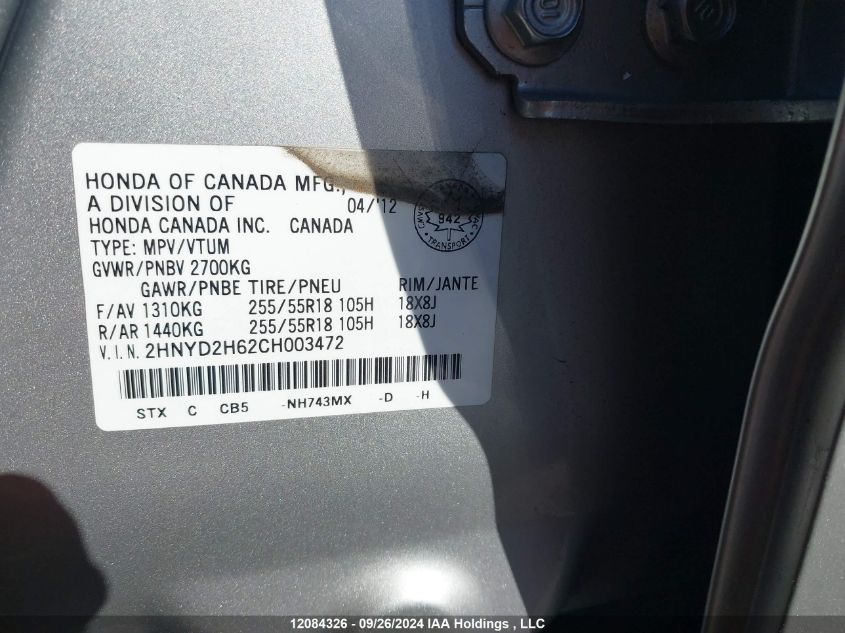 HONDA OF CANADA MFG.,
A DIVISION OF 04/'12
HONDA CANADA INC. CANADA
TYPE: MPV/VTUM
GVWR/PNBV 2700KG
GAWR/PNBE TIRE/PNEU RIM/JANTE
F/AV 1310KG 255/55R18 105H 18X8J
R/AR 1440KG 255/55R18 105H 18X8J
V.I.N. 2HNYD2H62CH003472
STX C CB5 -NH743MX -D -H
942
TRANSPORT
12084326 - 09/26/2024 IAA Holdings , LLC